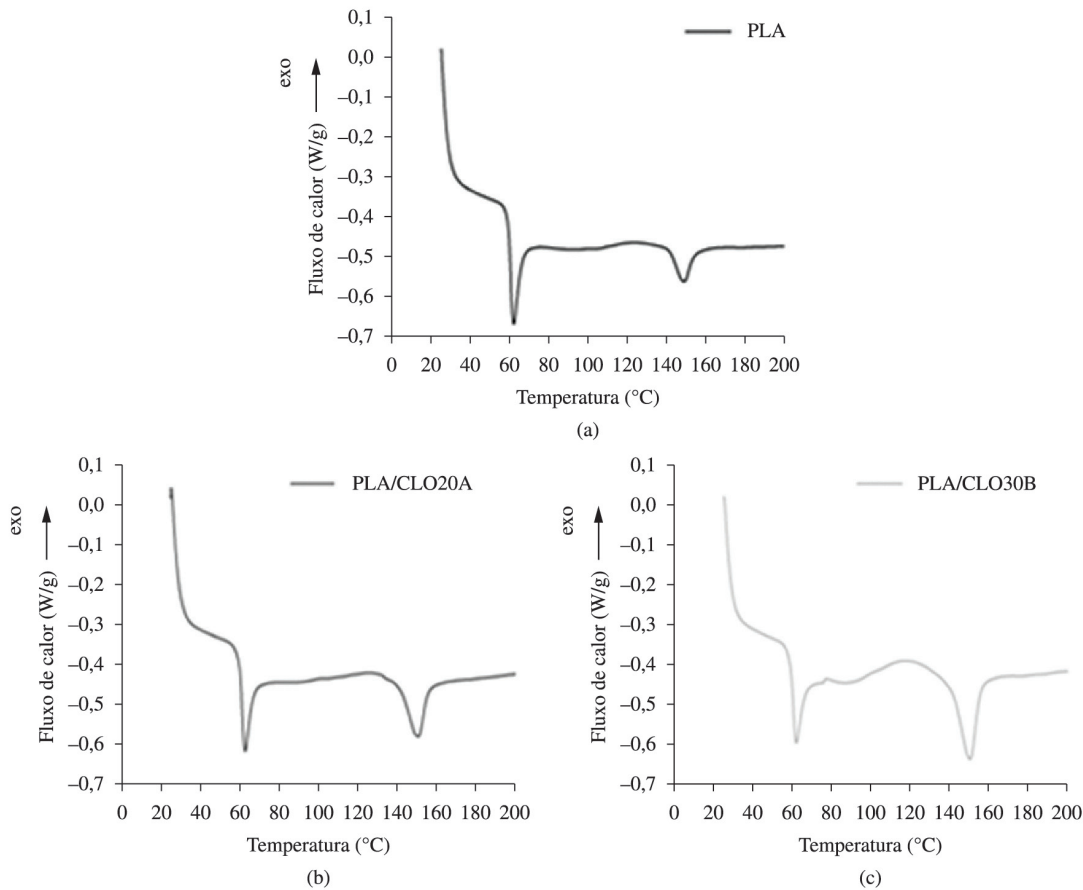 PLA
exo
Fluxo de calor (W/g)
0,1
0,0
–0,1
–0,2
–0,3
–0,4
–0,5
–0,6
–0,7
0 20 40 60 80 100 120 140 160 180 200
Temperatura (°C)
(a)
PLA/CLO20A
exo
Fluxo de calor (W/g)
0,1
0,0
–0,1
–0,2
–0,3
–0,4
–0,5
–0,6
–0,7
0 20 40 60 80 100 120 140 160 180 200
Temperatura (°C)
(b)
PLA/CLO30B
exo
Fluxo de calor (W/g)
0,1
0,0
–0,1
–0,2
–0,3
–0,4
–0,5
–0,6
–0,7
0 20 40 60 80 100 120 140 160 180 200
Temperatura (°C)
(c)